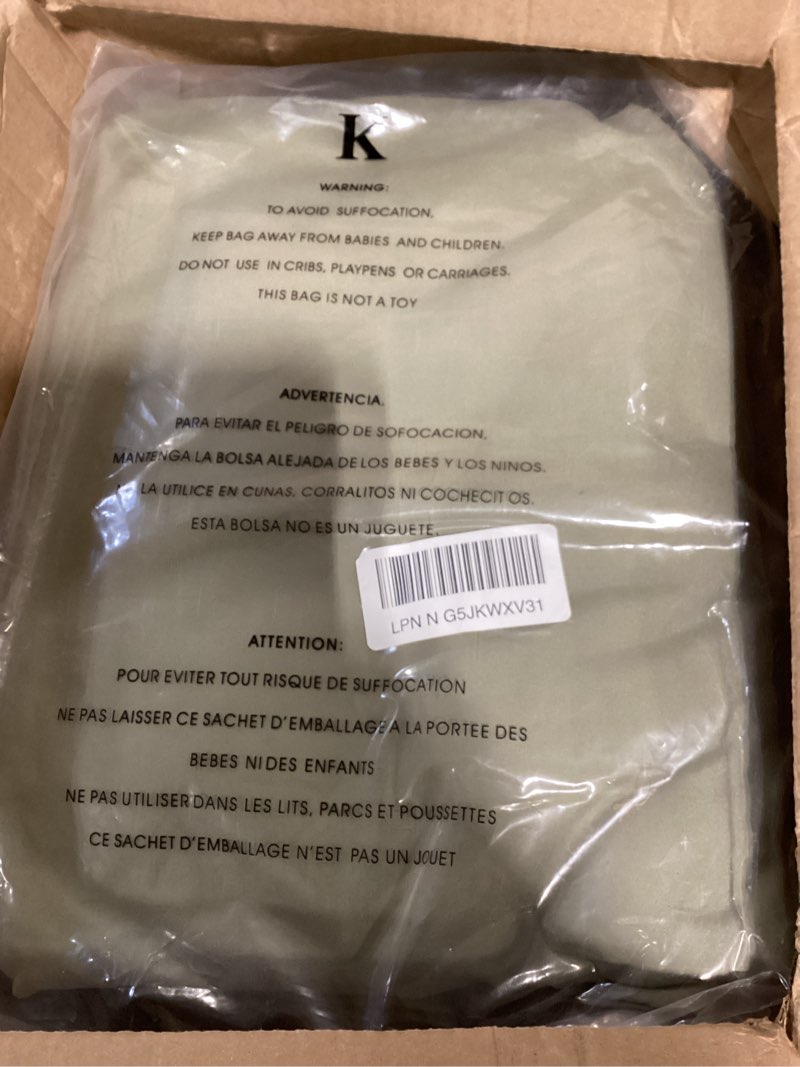 K
WARNING:
TO AVOID SUFFOCATION,
KEEP BAG AWAY FROM BABIES AND CHILDREN.
DO NOT USE IN CRIBS, PLAYPENS OR CARRIAGES.
THIS BAG IS NOT A TOY
ADVERTENCIA.
PARA EVITAR EL PELIGRO DE SOFOCACION,
MANTENGA LA BOLSA ALEJADA DE LOS BEBES Y LOS NINOS.
LA UTILICE EN CUNAS, CORRALITOS NI COCHECIT OS.
ESTA BOLSA NO ES UN JUGUETE.
LPN N G5JKWXV31
ATTENTION:
POUR EVITER TOUT RISQUE DE SUFFOCATION
NE PAS LAISSER CE SACHET D'EMBALLAGE A LA PORTEE DES
BEBES NI DES ENFANTS
NE PAS UTILISER DANS LES LITS, PARCS ET POUSSETTES
CE SACHET D'EMBALLAGE N'EST PAS UN JOUET